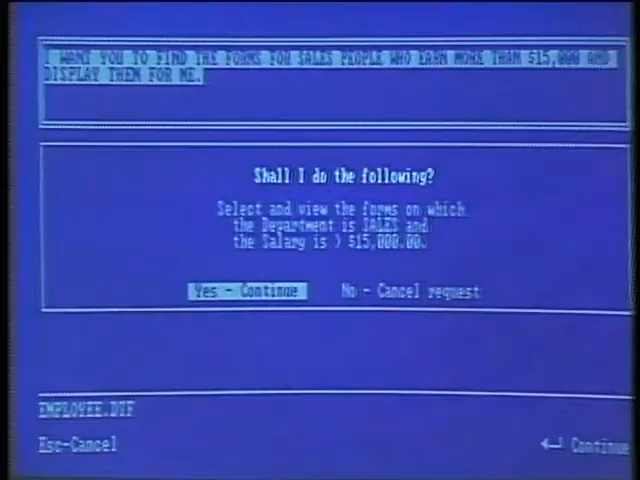 I WANT YOU TO FIND THE FORMS FOR SALES PEOPLE WHO EARN MORE THAN $15,000 AND
DISPLAY THEM FOR ME.
Shall I do the following?
Select and view the forms on which
the Department is SALES and
the Salary is > $15,000.00.
Yes - Continue No - Cancel request
EMPLOYEE.DTF
Esc-Cancel ↵ Continue